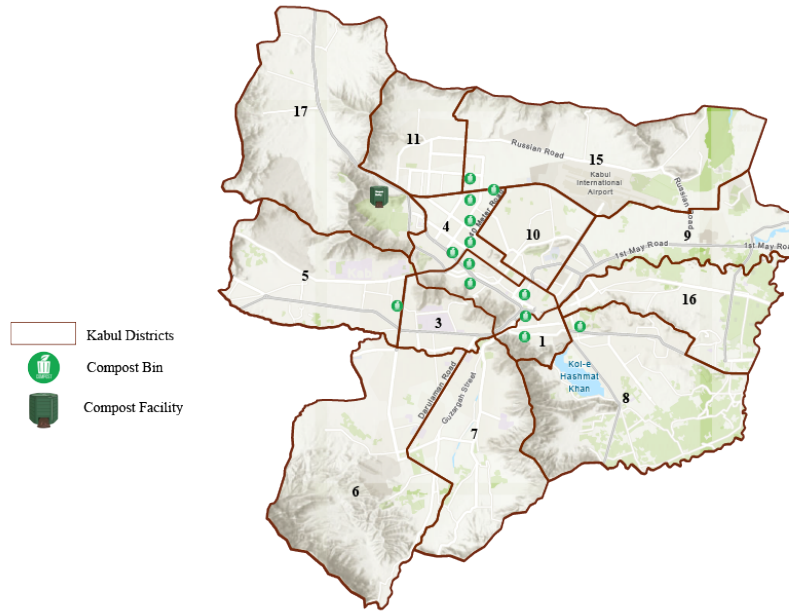 17
11
Russian Road
15
Kabul
International
Airport
Russian Road
40 Meter Road
4
10
9
1st May Road
1st May Road
5
16
3
1
Kol-e
Hashmat
Khan
8
Darulaman Road
Guzargah Street
7
6
Kabul Districts
Compost Bin
Compost Facility